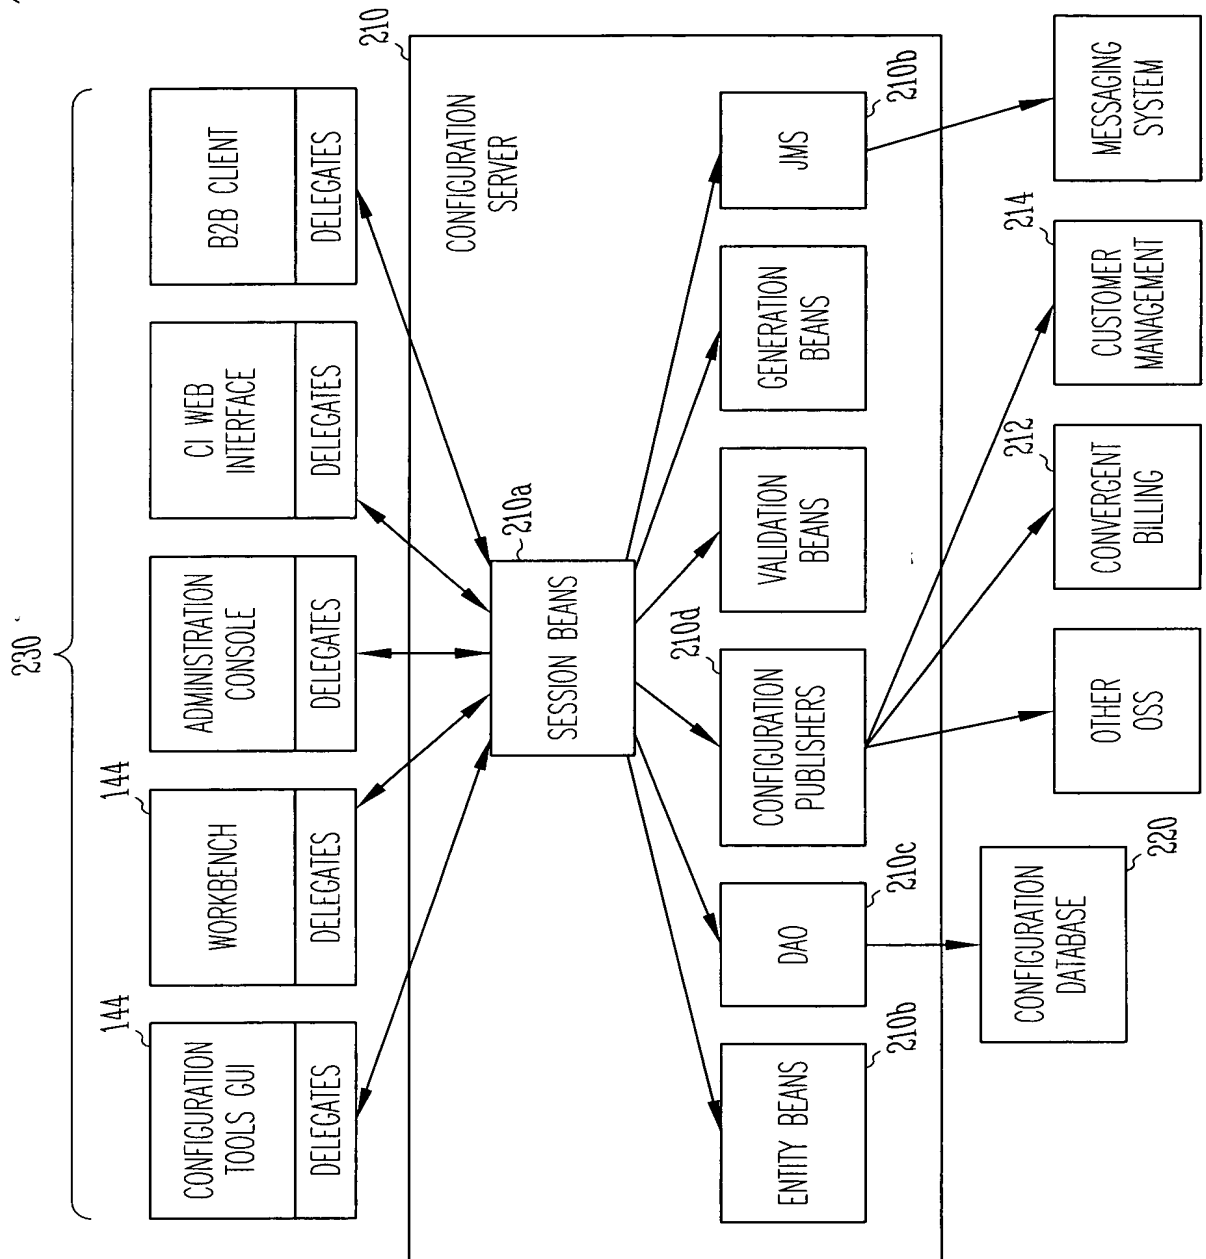 230
144
CONFIGURATION
TOOLS GUI
DELEGATES
144
WORKBENCH
DELEGATES
ADMINISTRATION
CONSOLE
DELEGATES
CI WEB
INTERFACE
DELEGATES
B2B CLIENT
DELEGATES
210
CONFIGURATION
SERVER
SESSION BEANS
210a
ENTITY BEANS
210b
DAO
210c
CONFIGURATION
PUBLISHERS
210d
VALIDATION
BEANS
GENERATION
BEANS
JMS
210b
CONFIGURATION
DATABASE
220
OTHER
OSS
CONVERGENT
BILLING
212
CUSTOMER
MANAGEMENT
214
MESSAGING
SYSTEM